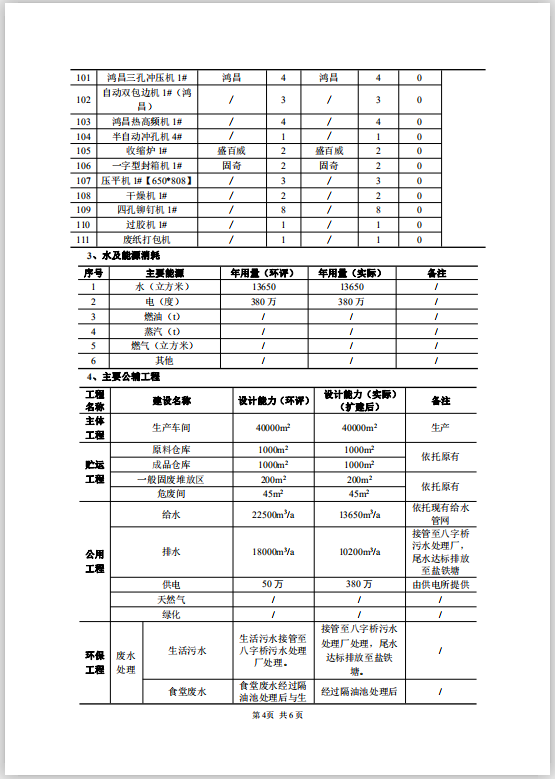 101 鸿昌三孔冲压机 1# 鸿昌 4 鸿昌 4 0
102 自动双包边机 1#（鸿
昌） / 3 / 3 0
103 鸿昌热高频机 1# / 4 / 4 0
104 半自动冲孔机 4# / 1 / 1 0
105 收缩炉 1# 盛百威 2 盛百威 2 0
106 一字型封箱机 1# 固奇 2 固奇 2 0
107 压平机 1#【650*808】 / 3 / 3 0
108 干燥机 1# / 2 / 2 0
109 四孔铆钉机 1# / 8 / 8 0
110 过胶机 1# / 1 / 1 0
111 废纸打包机 / 1 / 1 0
3、水及能源消耗
序号 主要能源 年用量（环评） 年用量（实际） 备注
1 水（立方米） 13650 13650 /
2 电（度） 380 万 380 万 /
3 燃油（t） / / /
4 蒸汽（t） / / /
5 燃气（立方米） / / /
6 其他 / / /
4、主要公辅工程
工程
名称 建设名称 设计能力（环评） 设计能力（实际）
（扩建后） 备注
主体
工程 生产车间 40000m² 40000m² 生产
贮运
工程 原料仓库 1000m² 1000m² 依托原有
成品仓库 1000m² 1000m²
一般固废堆放区 200m² 200m² 依托原有
危废间 45m² 45m²
公用
工程 给水 22500m³/a 13650m³/a 依托现有给水
管网
排水 18000m³/a 10200m³/a 接管至八字桥
污水处理厂，
尾水达标排放
至盐铁塘
供电 50 万 380 万 由供电所提供
天然气 / / /
绿化 / / /
环保
工程 废水
处理 生活污水 生活污水接管至
八字桥污水处理
厂处理。 接管至八字桥污水
处理厂处理，尾水
达标排放至盐铁
塘。 /
食堂废水 食堂废水经过隔
油池处理后与生 经过隔油池处理后 /
第 4页 共 6 页